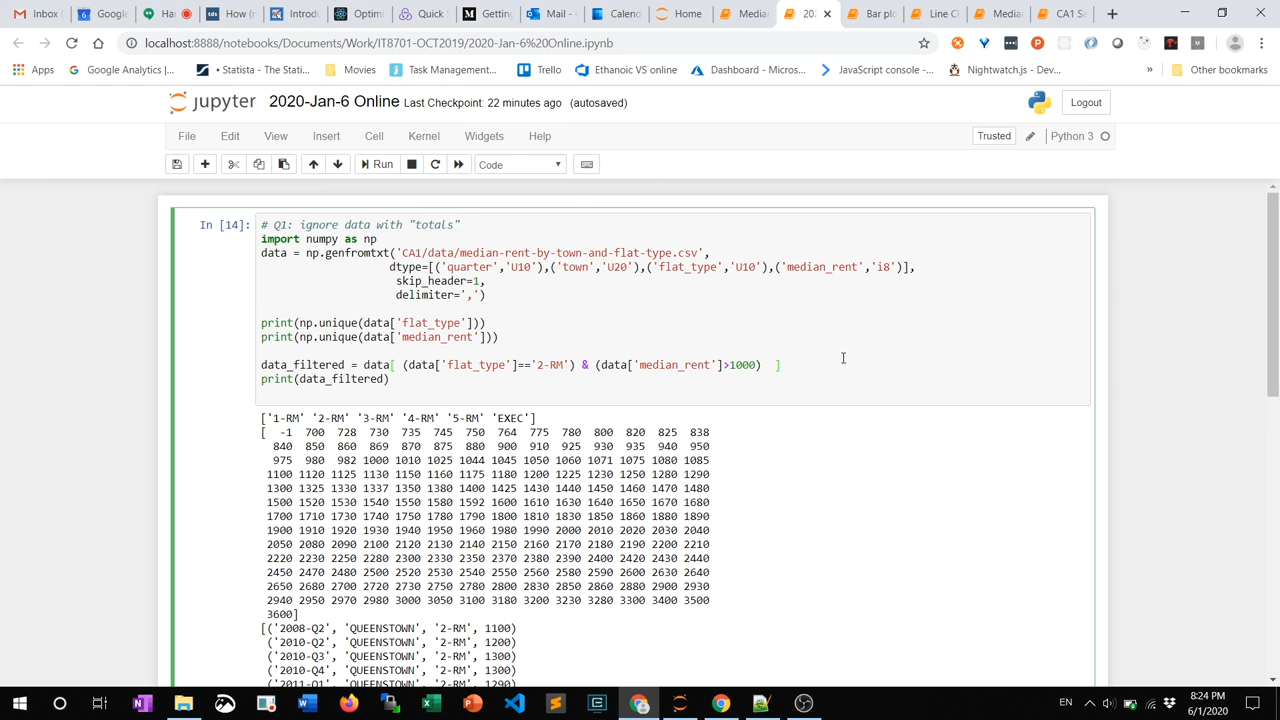 Inbox (
Google
Ha
How (
Introdu
Optimi
Quick S
Getting
Mail -
Calend
Home
Median
202
Bar plo
Line Ch
Median
CA1 Sa
localhost:8888/notebooks/Documents/Work/IT8701-OCT2019/2020-Jan-6%20Online.ipynb
Apps
Google Analytics |...
• Statista - The Stati...
Movies
Task Management...
Trello
Ethanoic VS online
Dashboard - Micros...
JavaScript console -...
Nightwatch.js - Dev...
»
Other bookmarks
jupyter 2020-Jan-6 Online Last Checkpoint: 22 minutes ago (autosaved)
Logout
File Edit View Insert Cell Kernel Widgets Help
Trusted
Python 3
Run
Code
In [14]:
# Q1: ignore data with "totals"
import numpy as np
data = np.genfromtxt('CA1/data/median-rent-by-town-and-flat-type.csv',
dtype=[('quarter','U10'),('town','U20'),('flat_type','U10'),('median_rent','i8')],
skip_header=1,
delimiter=',')
print(np.unique(data['flat_type']))
print(np.unique(data['median_rent']))
data_filtered = data[ (data['flat_type']=='2-RM') & (data['median_rent']>1000)  ]
print(data_filtered)
['1-RM' '2-RM' '3-RM' '4-RM' '5-RM' 'EXEC']
[ -1 700 728 730 735 745 750 764 775 780 800 820 825 838
840 850 860 869 870 875 880 900 910 925 930 935 940 950
975 980 982 1000 1010 1025 1044 1045 1050 1060 1071 1075 1080 1085
1100 1120 1125 1130 1150 1160 1175 1180 1200 1225 1230 1250 1280 1290
1300 1325 1330 1337 1350 1380 1400 1425 1430 1440 1450 1460 1470 1480
1500 1520 1530 1540 1550 1580 1592 1600 1610 1630 1640 1650 1670 1680
1700 1710 1730 1740 1750 1780 1790 1800 1810 1830 1850 1860 1880 1890
1900 1910 1920 1930 1940 1950 1960 1980 1990 2000 2010 2020 2030 2040
2050 2080 2090 2100 2120 2130 2140 2150 2160 2170 2180 2190 2200 2210
2220 2230 2250 2280 2300 2330 2350 2370 2380 2390 2400 2420 2430 2440
2450 2470 2480 2500 2520 2530 2540 2550 2560 2580 2590 2600 2630 2640
2650 2680 2700 2720 2730 2750 2780 2800 2830 2850 2860 2880 2900 2930
2940 2950 2970 2980 3000 3050 3100 3180 3200 3230 3280 3300 3400 3500
3600]
[('2008-Q2', 'QUEENSTOWN', '2-RM', 1100)
('2010-Q2', 'QUEENSTOWN', '2-RM', 1200)
('2010-Q3', 'QUEENSTOWN', '2-RM', 1300)
('2010-Q4', 'QUEENSTOWN', '2-RM', 1300)
('2011-Q1', 'QUEENSTOWN', '2-RM', 1290)
EN
8:24 PM
6/1/2020